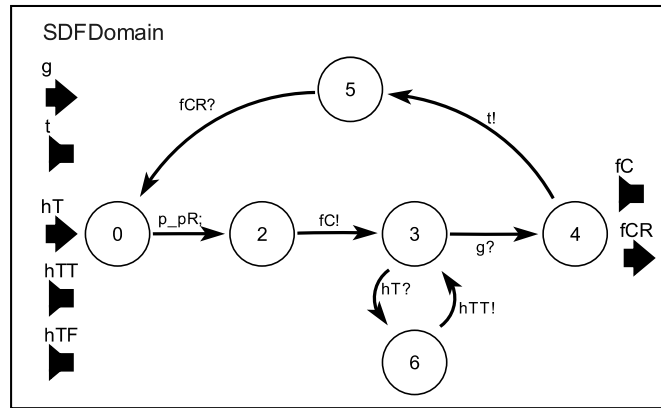 SDFDomain
g
t
hT
hTT
hTF
fCR?
5
t!
0
p_pR;
2
fC!
3
g?
4
hT?
hTT!
6
fC
fCR